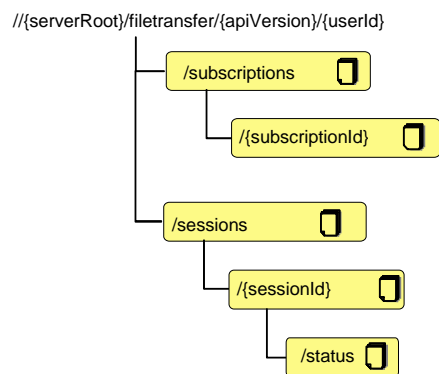 //{serverRoot}/filetransfer/{apiVersion}/{userId}
/subscriptions
/{subscriptionId}
/sessions
/{sessionId}
/status